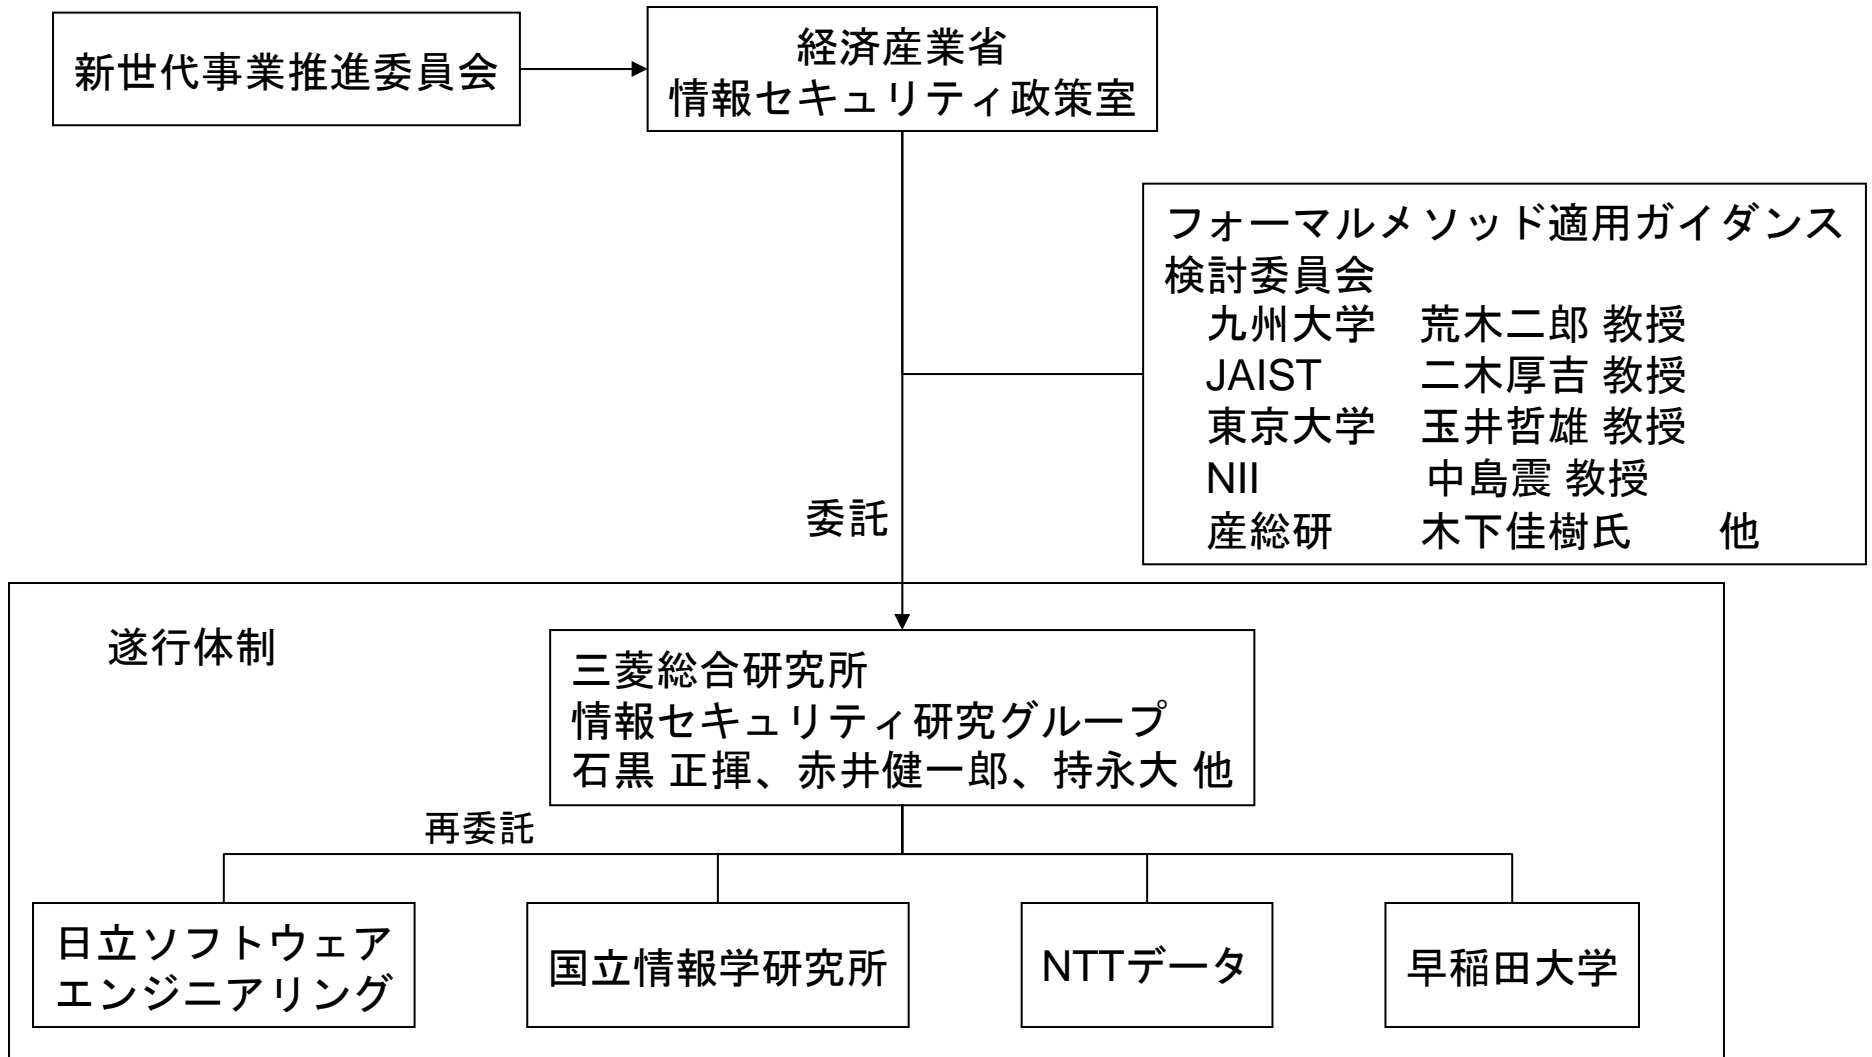 新世代事業推進委員会
経済産業省
情報セキュリティ政策室
フォーマルメソッド適用ガイダンス
検討委員会
九州大学 荒木二郎 教授
JAIST 二木厚吉 教授
東京大学 玉井哲雄 教授
NII 中島震 教授
産総研 木下佳樹氏 他
委託
遂行体制
三菱総合研究所
情報セキュリティ研究グループ
石黒 正揮、赤井健一郎、持永大 他
再委託
日立ソフトウェア
エンジニアリング
国立情報学研究所
NTTデータ
早稲田大学